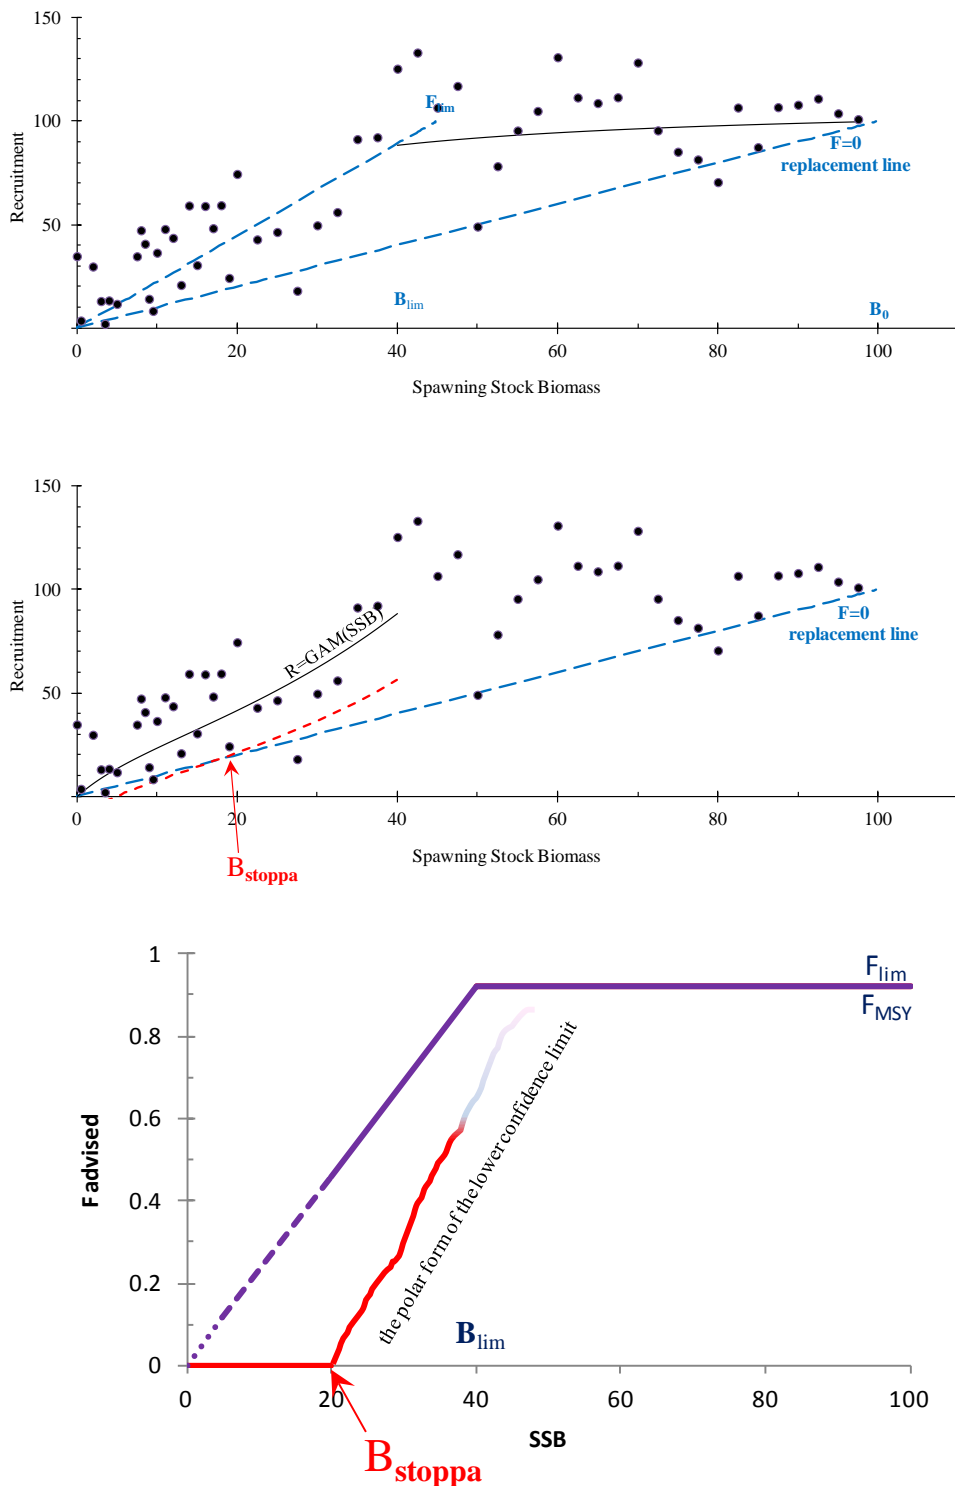 150
100
50
0
0
20
40
60
80
100
Recruitment
Spawning Stock Biomass
Flim
Blim
B0
F=0
replacement line
150
100
50
0
0
20
40
60
80
100
Recruitment
Spawning Stock Biomass
R=GAM(SSB)
F=0
replacement line
Bstoppa
1
0.8
0.6
0.4
0.2
0
0
20
40
60
80
100
F advised
SSB
Flim
FMSY
the polar form of the lower confidence limit
Blim
Bstoppa